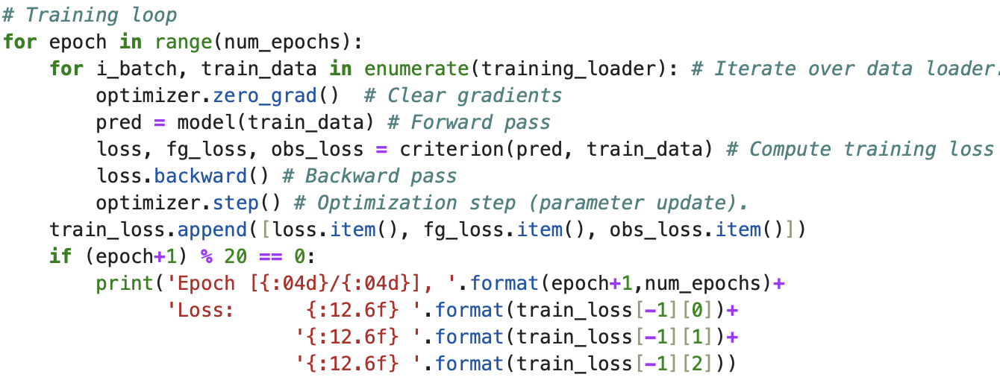 # Training loop
for epoch in range(num_epochs):
    for i_batch, train_data in enumerate(training_loader): # Iterate over data loader.
        optimizer.zero_grad()  # Clear gradients
        pred = model(train_data) # Forward pass
        loss, fg_loss, obs_loss = criterion(pred, train_data) # Compute training loss
        loss.backward() # Backward pass
        optimizer.step() # Optimization step (parameter update).
    train_loss.append([loss.item(), fg_loss.item(), obs_loss.item()])
    if (epoch+1) % 20 == 0:
        print('Epoch [{:04d}/{:04d}], '.format(epoch+1,num_epochs)+
              'Loss:      {:12.6f} '.format(train_loss[-1][0])+
                         '{:12.6f} '.format(train_loss[-1][1])+
                         '{:12.6f} '.format(train_loss[-1][2]))